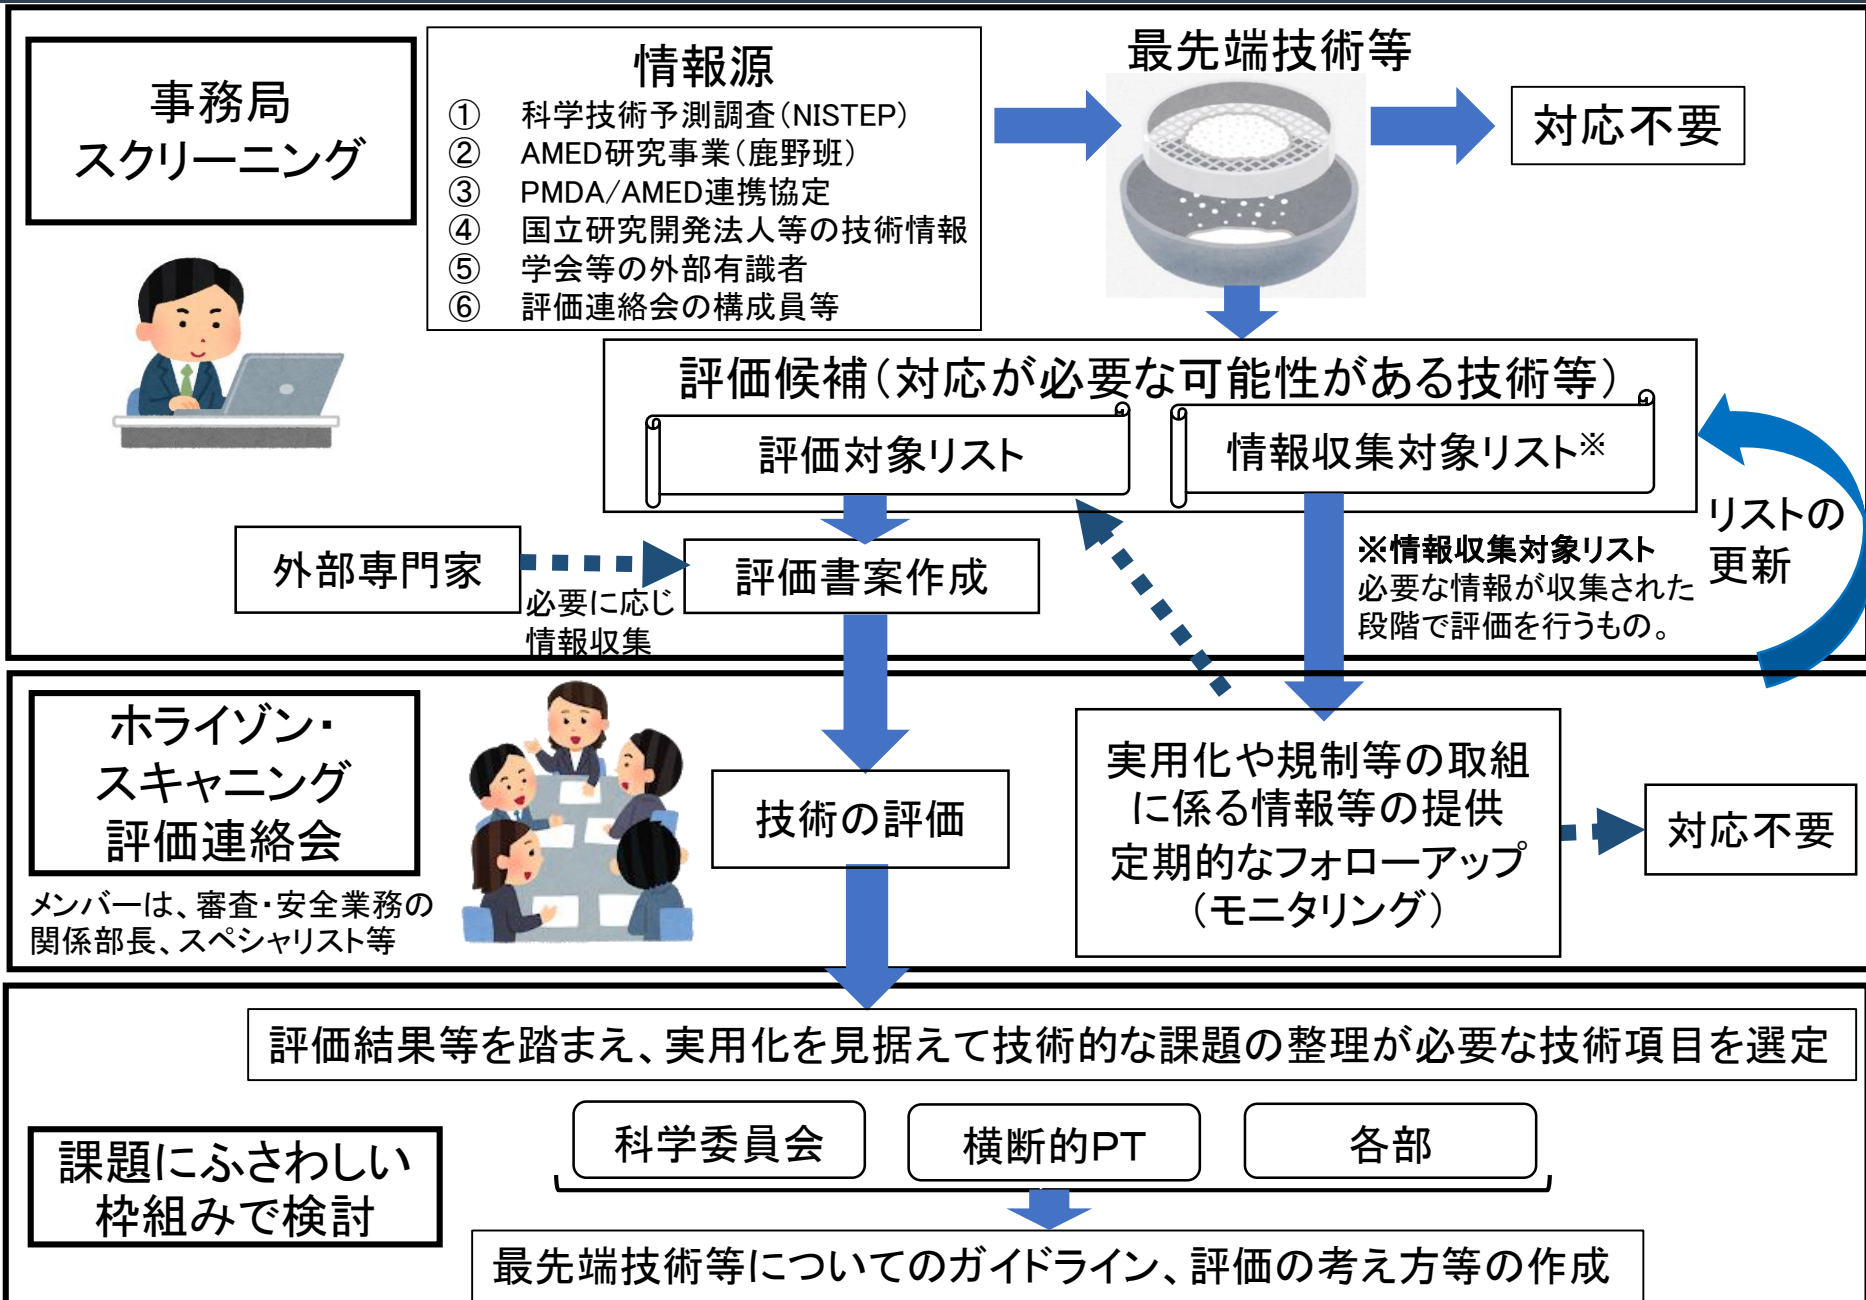 事務局
スクリーニング
情報源
① 科学技術予測調査（NISTEP）
② AMED研究事業（鹿野班）
③ PMDA/AMED連携協定
④ 国立研究開発法人等の技術情報
⑤ 学会等の外部有識者
⑥ 評価連絡会の構成員等
最先端技術等
対応不要
評価候補（対応が必要な可能性がある技術等）
評価対象リスト
情報収集対象リスト※
リストの
更新
外部専門家
必要に応じ
情報収集
評価書案作成
※情報収集対象リスト
必要な情報が収集された
段階で評価を行うもの。
ホライゾン・
スキャニング
評価連絡会
メンバーは、審査・安全業務の
関係部長、スペシャリスト等
技術の評価
実用化や規制等の取組
に係る情報等の提供
定期的なフォローアップ
（モニタリング）
対応不要
評価結果等を踏まえ、実用化を見据えて技術的な課題の整理が必要な技術項目を選定
課題にふさわしい
枠組みで検討
科学委員会
横断的PT
各部
最先端技術等についてのガイドライン、評価の考え方等の作成